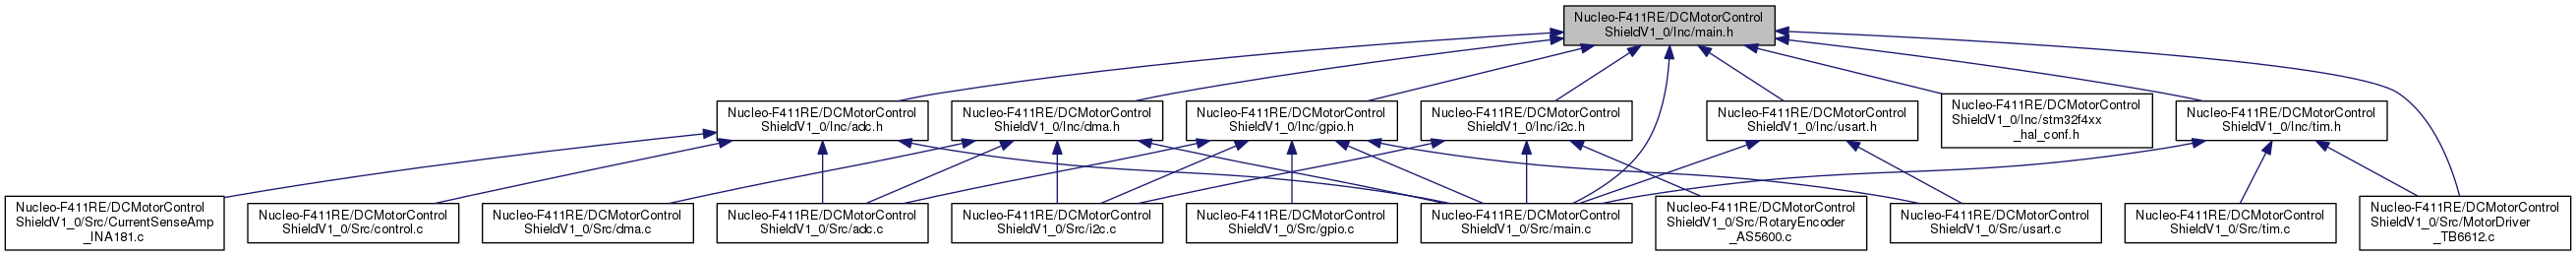 Nucleo-F411RE/DCMotorControl
ShieldV1_0/Inc/main.h
Nucleo-F411RE/DCMotorControl
ShieldV1_0/Inc/adc.h
Nucleo-F411RE/DCMotorControl
ShieldV1_0/Inc/dma.h
Nucleo-F411RE/DCMotorControl
ShieldV1_0/Inc/gpio.h
Nucleo-F411RE/DCMotorControl
ShieldV1_0/Inc/i2c.h
Nucleo-F411RE/DCMotorControl
ShieldV1_0/Inc/usart.h
Nucleo-F411RE/DCMotorControl
ShieldV1_0/Inc/stm32f4xx
_hal_conf.h
Nucleo-F411RE/DCMotorControl
ShieldV1_0/Inc/tim.h
Nucleo-F411RE/DCMotorControl
ShieldV1_0/Src/CurrentSenseAmp
_INA181.c
Nucleo-F411RE/DCMotorControl
ShieldV1_0/Src/control.c
Nucleo-F411RE/DCMotorControl
ShieldV1_0/Src/dma.c
Nucleo-F411RE/DCMotorControl
ShieldV1_0/Src/adc.c
Nucleo-F411RE/DCMotorControl
ShieldV1_0/Src/i2c.c
Nucleo-F411RE/DCMotorControl
ShieldV1_0/Src/gpio.c
Nucleo-F411RE/DCMotorControl
ShieldV1_0/Src/main.c
Nucleo-F411RE/DCMotorControl
ShieldV1_0/Src/RotaryEncoder
_AS5600.c
Nucleo-F411RE/DCMotorControl
ShieldV1_0/Src/usart.c
Nucleo-F411RE/DCMotorControl
ShieldV1_0/Src/tim.c
Nucleo-F411RE/DCMotorControl
ShieldV1_0/Src/MotorDriver
_TB6612.c